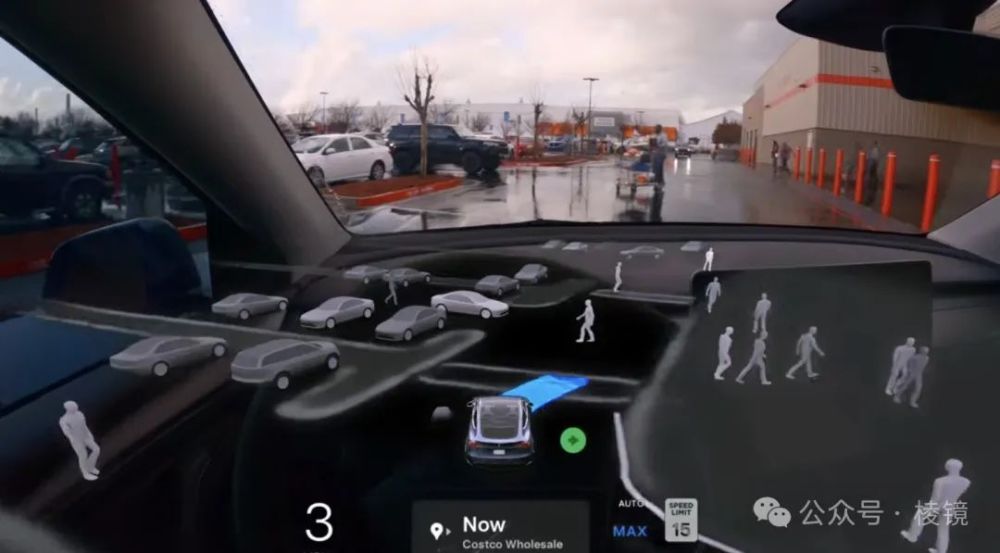 3
Now
Costco Wholesale
AUTO
MAX
SPEED
LIMIT
15
公众号 · 棱镜